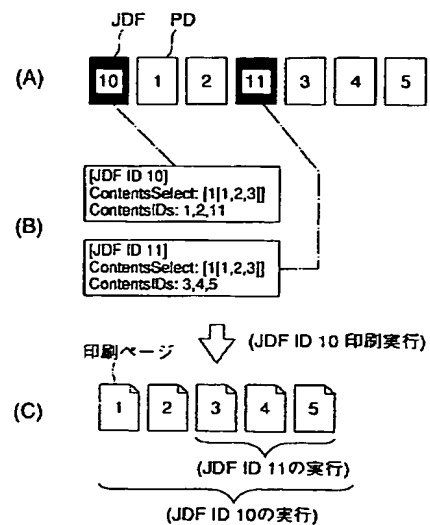 JDF PD
(A) 10 1 2 11 3 4 5
(B)
[JDF ID 10]
ContentsSelect: [1[1,2,3]]
ContentsIDs: 1,2,11
[JDF ID 11]
ContentsSelect: [1[1,2,3]]
ContentsIDs: 3,4,5
(JDF ID 10 印刷実行)
印刷ページ
(C) 1 2 3 4 5
(JDF ID 11の実行)
(JDF ID 10の実行)